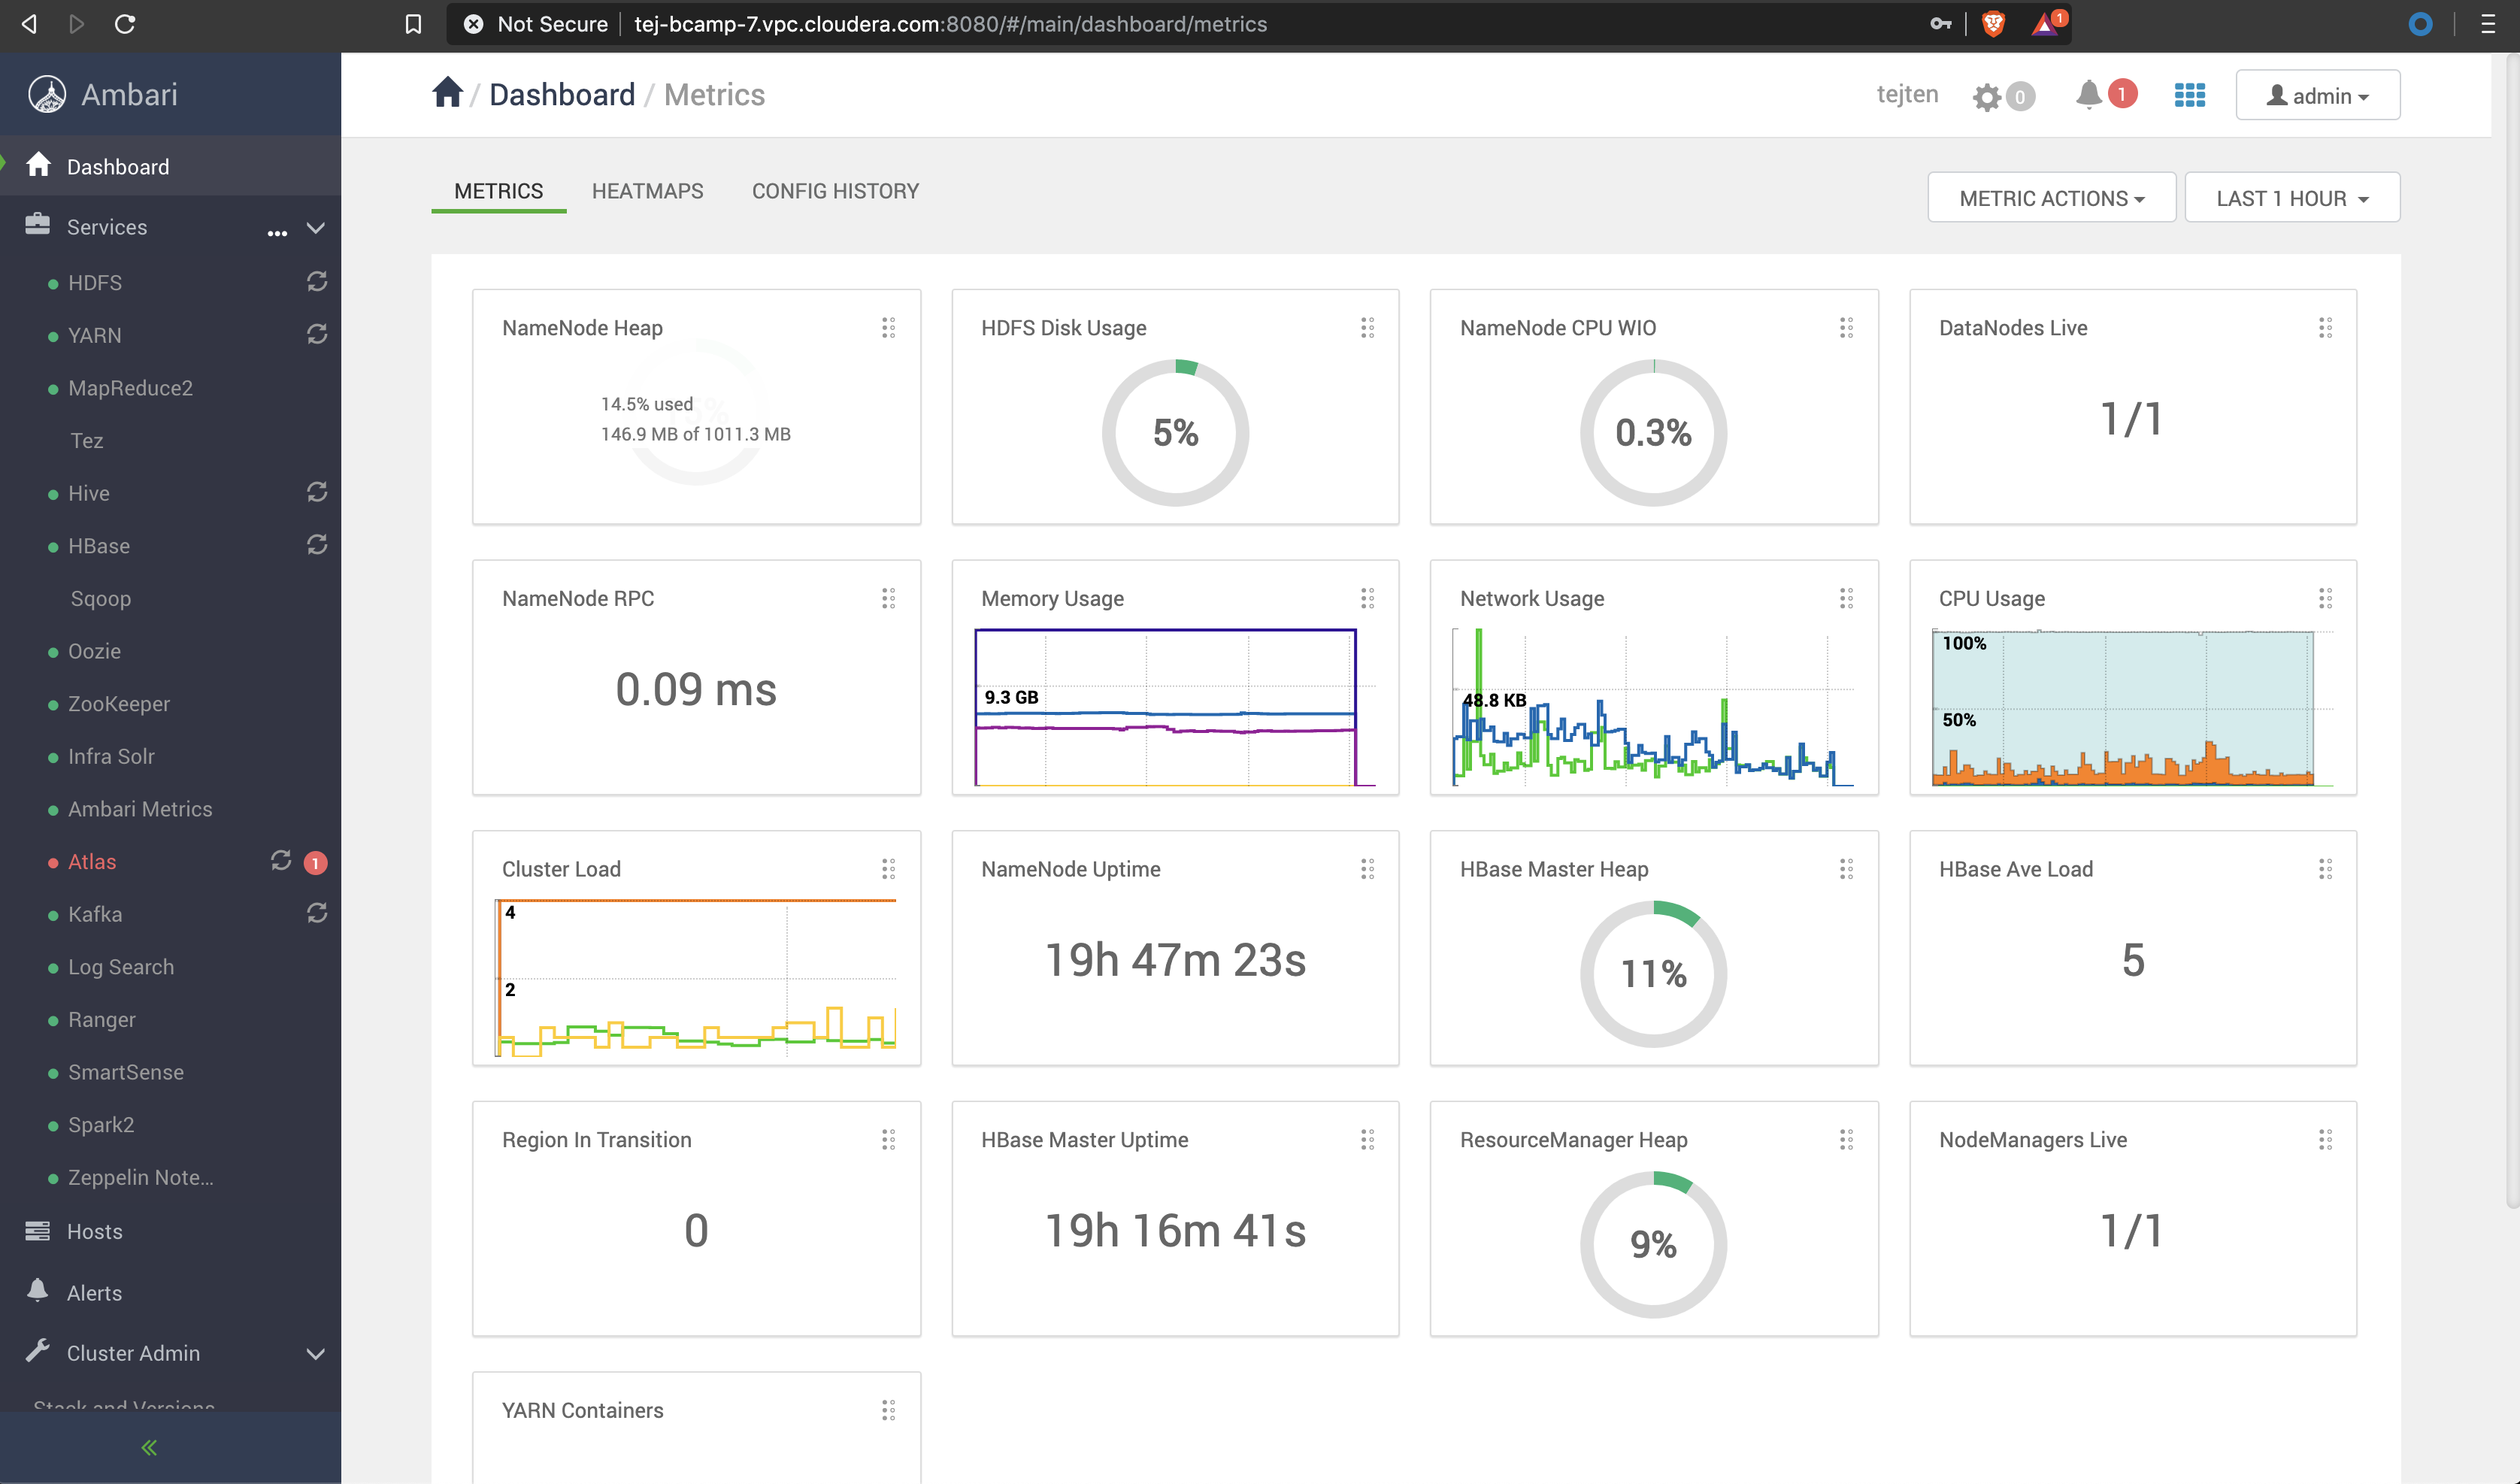 Not Secure | tej-bcamp-7.vpc.cloudera.com:8080/#/main/dashboard/metrics
1
Ambari
/ Dashboard / Metrics
tejten
0
1
admin
Dashboard
Services
...
HDFS
YARN
MapReduce2
Tez
Hive
HBase
Sqoop
Oozie
ZooKeeper
Infra Solr
Ambari Metrics
Atlas
1
Kafka
Log Search
Ranger
SmartSense
Spark2
Zeppelin Note...
Hosts
Alerts
Cluster Admin
Stack and Versions
METRICS
HEATMAPS
CONFIG HISTORY
METRIC ACTIONS
LAST 1 HOUR
NameNode Heap
14.5% used
146.9 MB of 1011.3 MB
HDFS Disk Usage
5%
NameNode CPU WIO
0.3%
DataNodes Live
1/1
NameNode RPC
0.09 ms
Memory Usage
9.3 GB
Network Usage
48.8 KB
CPU Usage
100%
50%
Cluster Load
4
2
NameNode Uptime
19h 47m 23s
HBase Master Heap
11%
HBase Ave Load
5
Region In Transition
0
HBase Master Uptime
19h 16m 41s
ResourceManager Heap
9%
NodeManagers Live
1/1
YARN Containers